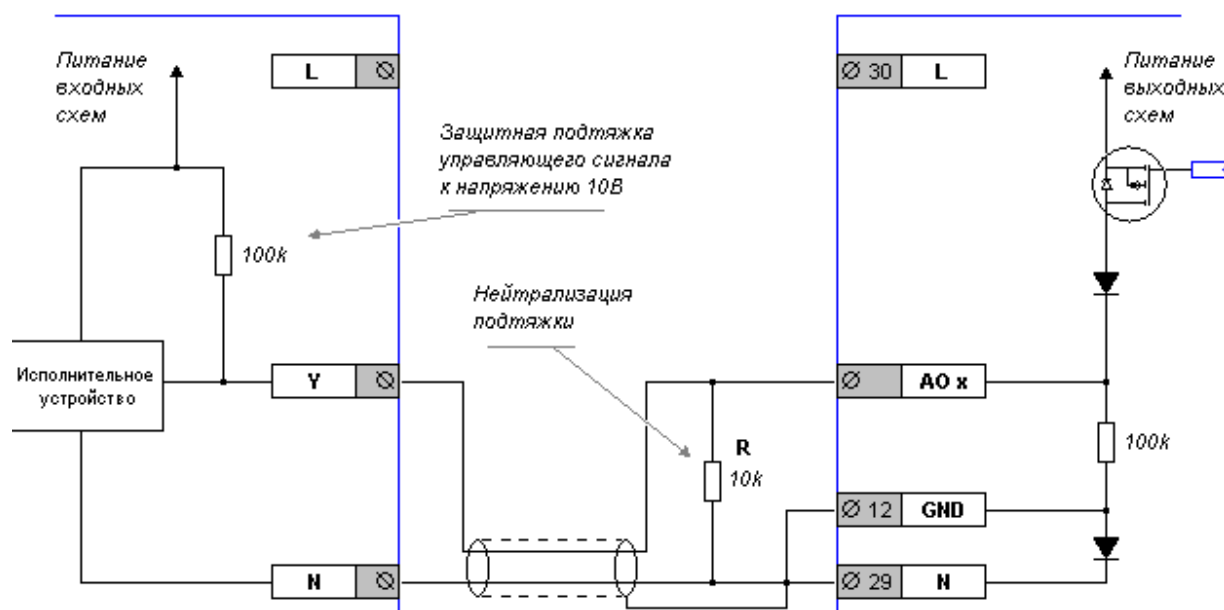 Питание
входных
схем
L
Ø 30 L
Питание
выходных
схем
Защитная подтяжка
управляющего сигнала
к напряжению 10В
100k
Нейтрализация
подтяжки
Исполнительное
устройство
Y
AO x
R
10k
100k
Ø 12 GND
N
Ø 29 N